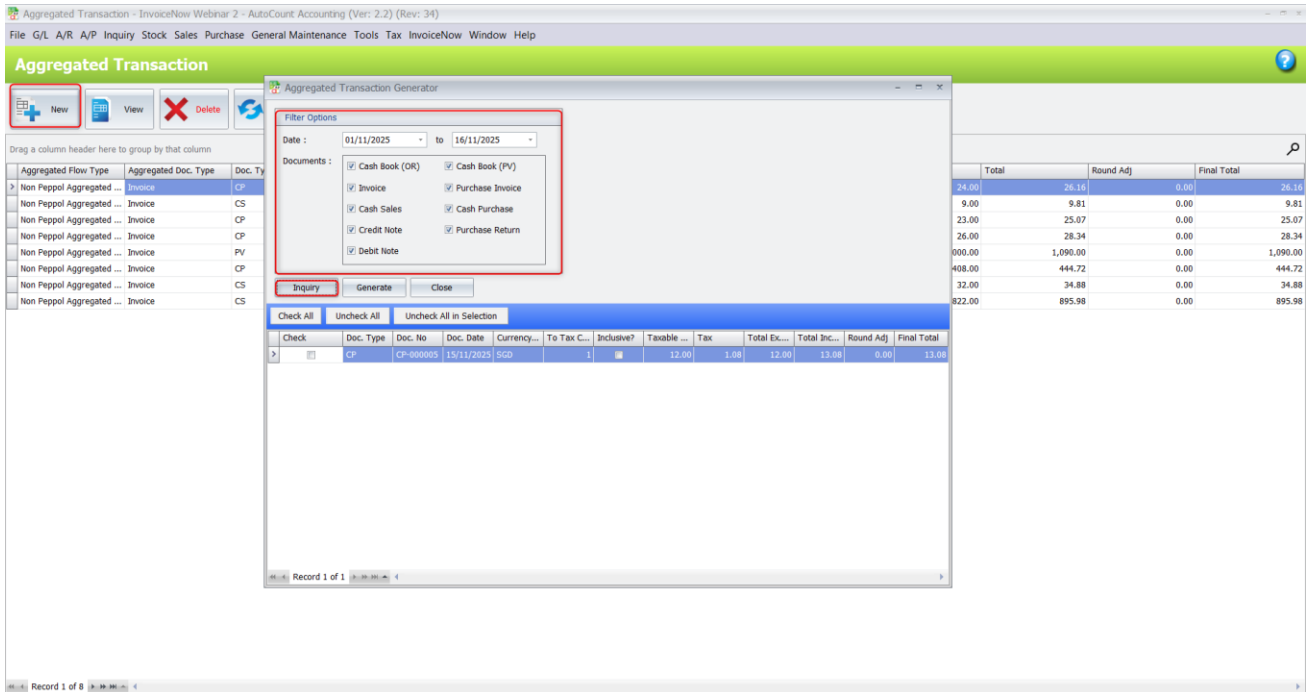 Aggregated Transaction - InvoiceNow Webinar 2 - AutoCount Accounting (Ver: 2.2) (Rev: 34)
File G/L A/R A/P Inquiry Stock Sales Purchase General Maintenance Tools Tax InvoiceNow Window Help
Aggregated Transaction
New View Delete
Drag a column header here to group by that column
Aggregated Flow Type Aggregated Doc. Type Doc. Ty Total Round Adj Final Total
Non Peppol Aggregated ... Invoice CP 24.00 26.16 0.00 26.16
Non Peppol Aggregated ... Invoice CS 9.00 9.81 0.00 9.81
Non Peppol Aggregated ... Invoice CP 23.00 25.07 0.00 25.07
Non Peppol Aggregated ... Invoice CP 26.00 28.34 0.00 28.34
Non Peppol Aggregated ... Invoice PV 000.00 1,090.00 0.00 1,090.00
Non Peppol Aggregated ... Invoice CP 408.00 444.72 0.00 444.72
Non Peppol Aggregated ... Invoice CS 32.00 34.88 0.00 34.88
Non Peppol Aggregated ... Invoice CS 822.00 895.98 0.00 895.98
Aggregated Transaction Generator
Filter Options
Date : 01/11/2025 to 16/11/2025
Documents : Cash Book (OR) Cash Book (PV)
Invoice Purchase Invoice
Cash Sales Cash Purchase
Credit Note Purchase Return
Debit Note
Inquiry Generate Close
Check All Uncheck All Uncheck All in Selection
Check Doc. Type Doc. No Doc. Date Currency... To Tax C... Inclusive? Taxable ... Tax Total Ex.... Total Inc... Round Adj Final Total
CP CP-000005 15/11/2025 SGD 1 12.00 1.08 12.00 13.08 0.00 13.08
Record 1 of 1
Record 1 of 8